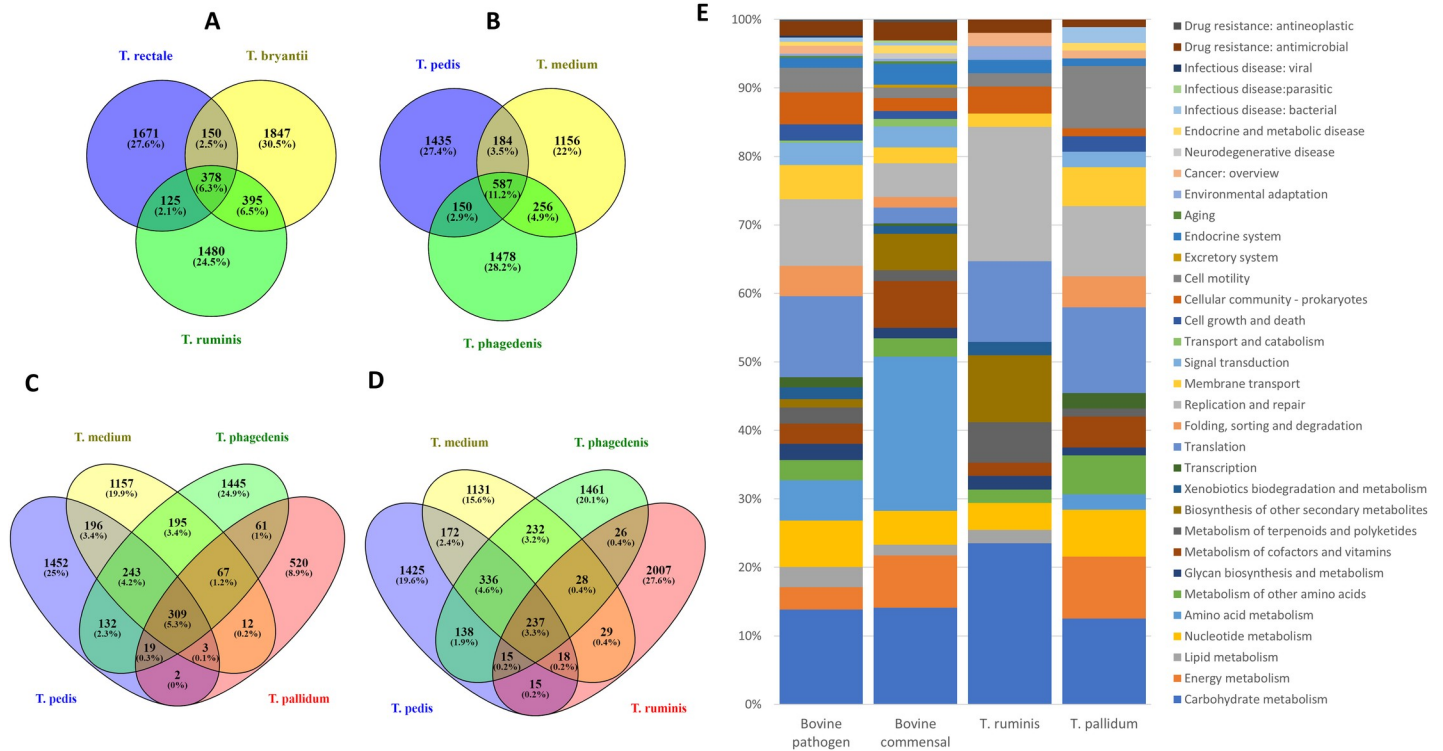 A
T. rectale
T. bryantii
1671
(27.6%)
150
(2.5%)
1847
(30.5%)
378
(6.3%)
125
(2.1%)
395
(6.5%)
1480
(24.5%)
T. ruminis
B
T. pedis
T. medium
1435
(27.4%)
184
(3.5%)
1156
(22%)
587
(11.2%)
150
(2.9%)
256
(4.9%)
1478
(28.2%)
T. phagedenis
C
T. medium
T. phagedenis
1157
(19.9%)
1445
(24.9%)
196
(3.4%)
195
(3.4%)
61
(1%)
1452
(25%)
243
(4.2%)
67
(1.2%)
520
(8.9%)
309
(5.3%)
132
(2.3%)
12
(0.2%)
19
(0.3%)
3
(0.1%)
2
(0%)
T. pedis
T. pallidum
D
T. medium
T. phagedenis
1131
(15.6%)
1461
(20.1%)
172
(2.4%)
232
(3.2%)
26
(0.4%)
1425
(19.6%)
336
(4.6%)
28
(0.4%)
2007
(27.6%)
237
(3.3%)
138
(1.9%)
29
(0.4%)
15
(0.2%)
18
(0.2%)
15
(0.2%)
T. pedis
T. ruminis
E
100%
90%
80%
70%
60%
50%
40%
30%
20%
10%
0%
Bovine
pathogen
Bovine
commensal
T. ruminis
T. pallidum
Drug resistance: antineoplastic
Drug resistance: antimicrobial
Infectious disease: viral
Infectious disease:parasitic
Infectious disease: bacterial
Endocrine and metabolic disease
Neurodegenerative disease
Cancer: overview
Environmental adaptation
Aging
Endocrine system
Excretory system
Cell motility
Cellular community - prokaryotes
Cell growth and death
Transport and catabolism
Signal transduction
Membrane transport
Replication and repair
Folding, sorting and degradation
Translation
Transcription
Xenobiotics biodegradation and metabolism
Biosynthesis of other secondary metabolites
Metabolism of terpenoids and polyketides
Metabolism of cofactors and vitamins
Glycan biosynthesis and metabolism
Metabolism of other amino acids
Amino acid metabolism
Nucleotide metabolism
Lipid metabolism
Energy metabolism
Carbohydrate metabolism